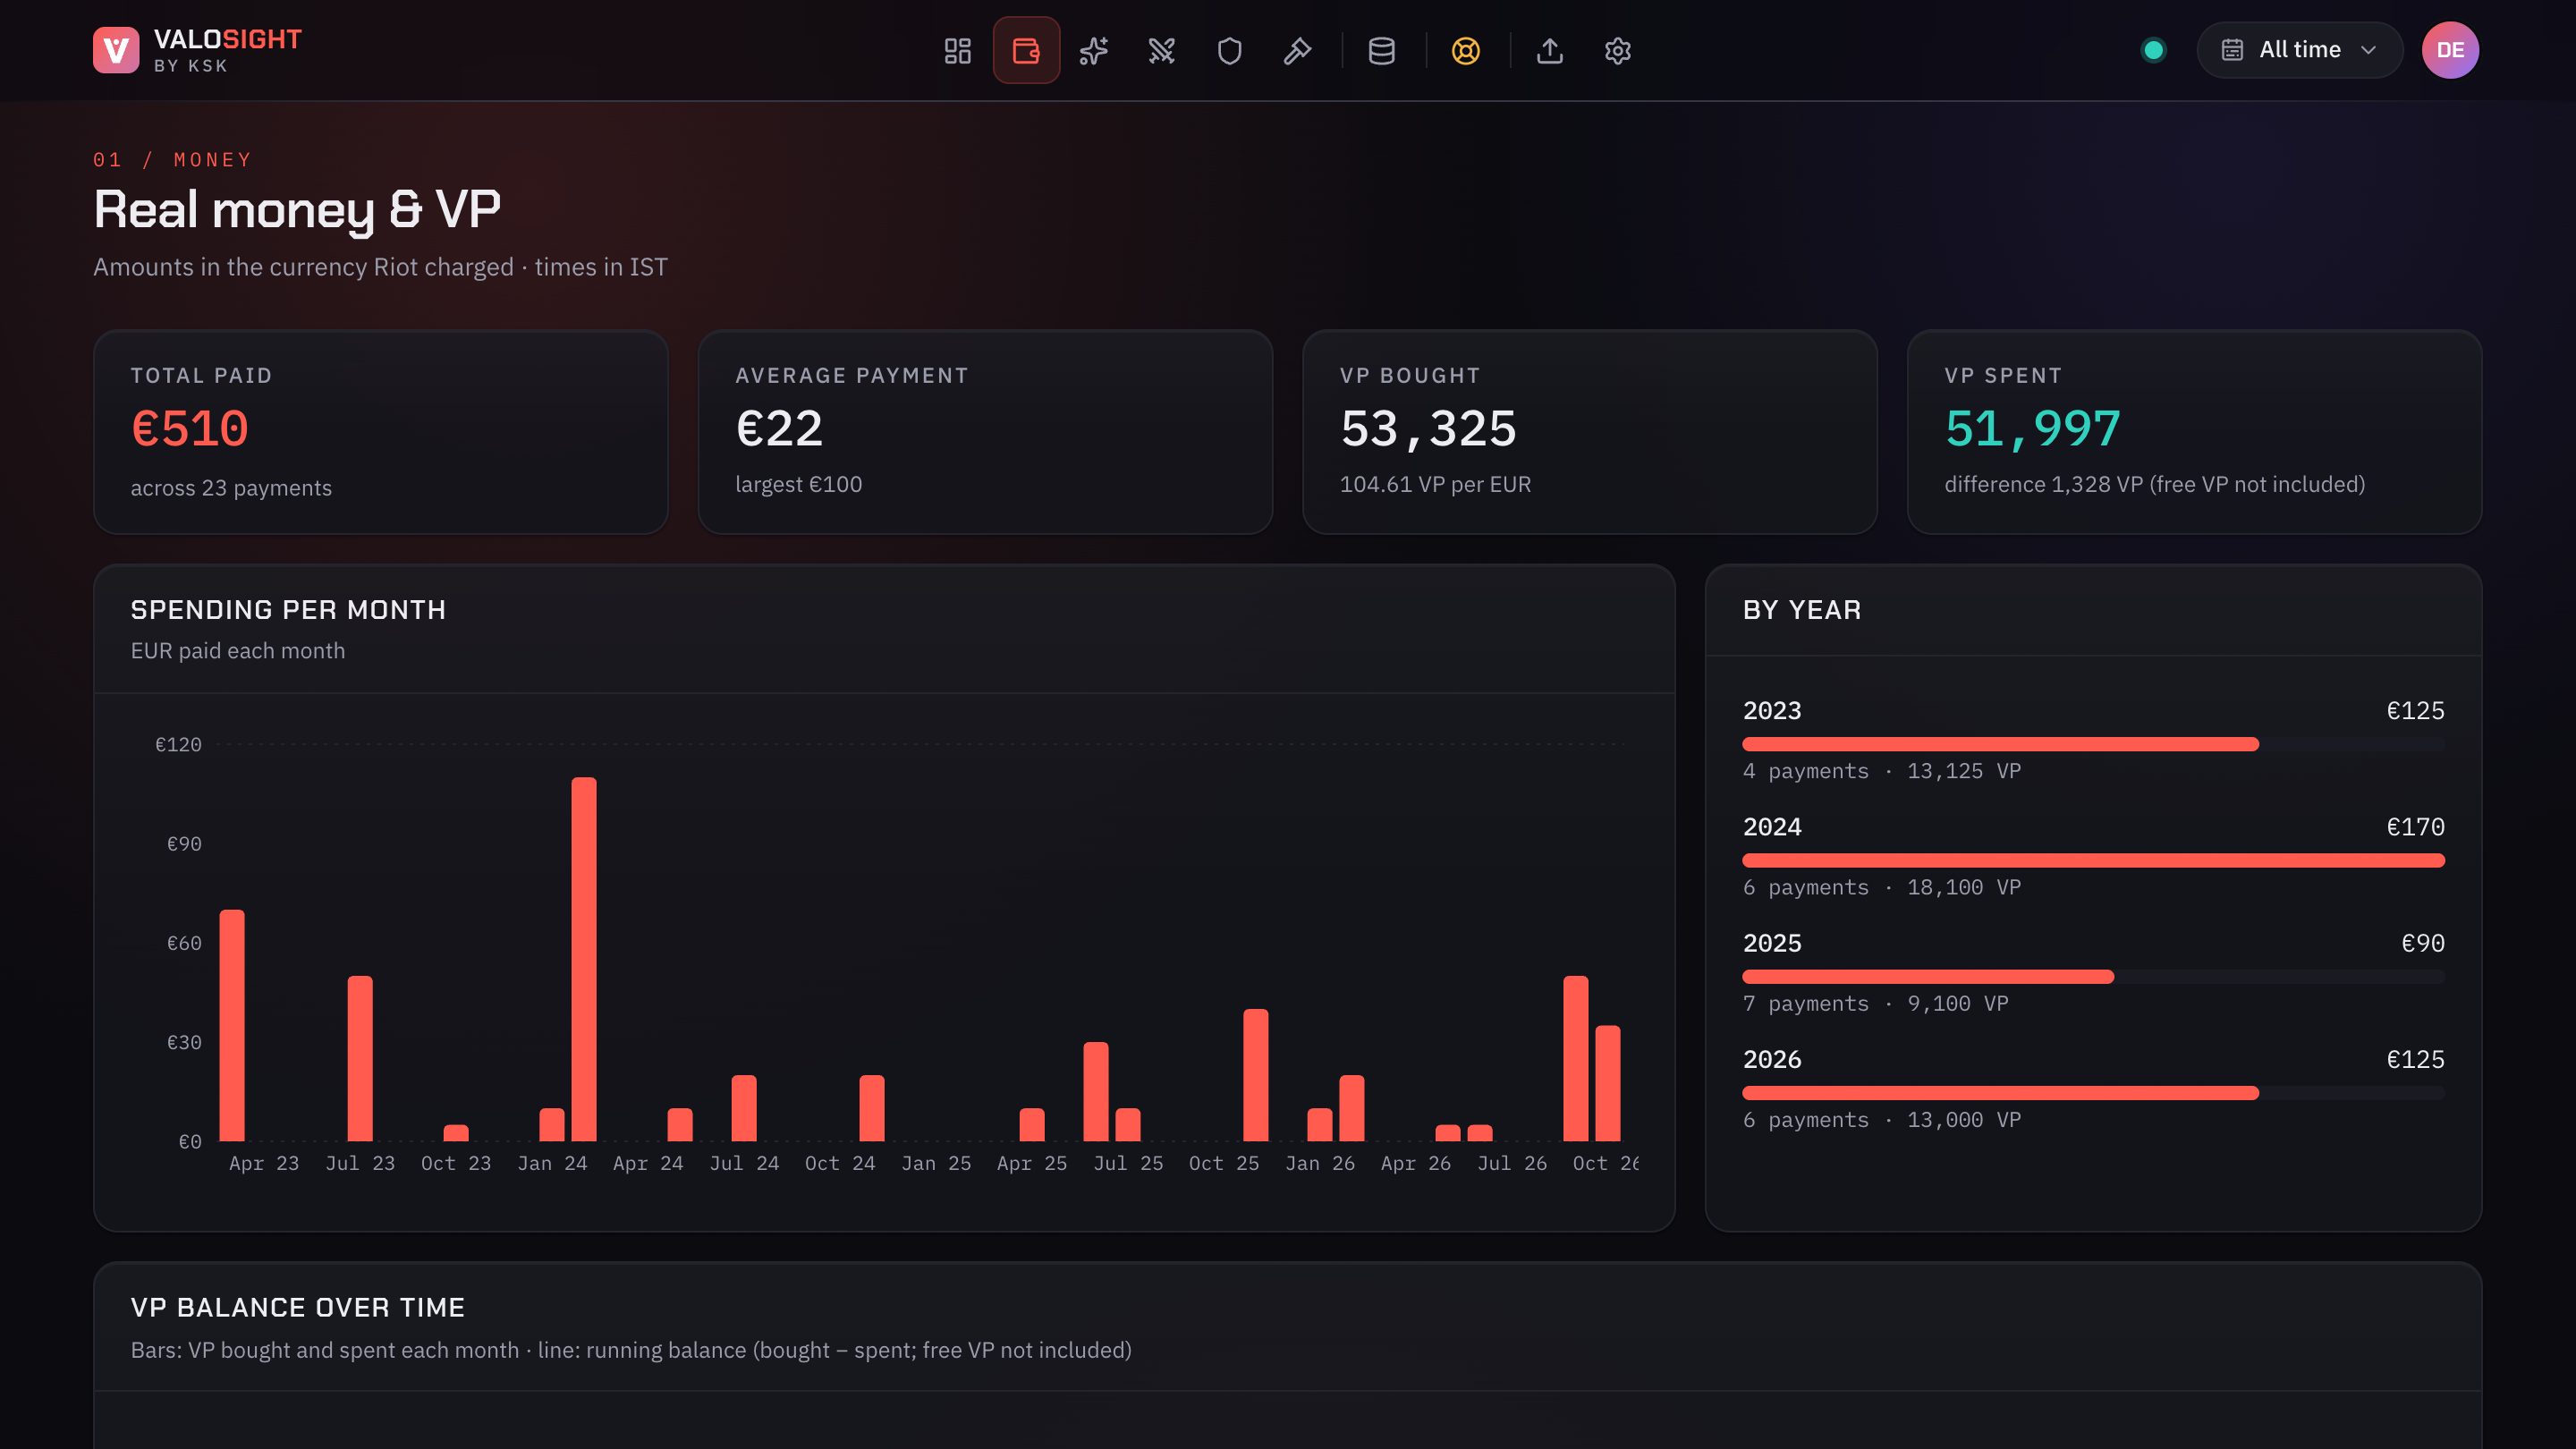 VALOSIGHT
BY KSK
All time
DE
01 / MONEY
Real money & VP
Amounts in the currency Riot charged · times in IST
TOTAL PAID
€510
across 23 payments
AVERAGE PAYMENT
€22
largest €100
VP BOUGHT
53,325
104.61 VP per EUR
VP SPENT
51,997
difference 1,328 VP (free VP not included)
SPENDING PER MONTH
EUR paid each month
€120
€90
€60
€30
€0
Apr 23 Jul 23 Oct 23 Jan 24 Apr 24 Jul 24 Oct 24 Jan 25 Apr 25 Jul 25 Oct 25 Jan 26 Apr 26 Jul 26 Oct 26
BY YEAR
2023 €125
4 payments · 13,125 VP
2024 €170
6 payments · 18,100 VP
2025 €90
7 payments · 9,100 VP
2026 €125
6 payments · 13,000 VP
VP BALANCE OVER TIME
Bars: VP bought and spent each month · line: running balance (bought − spent; free VP not included)